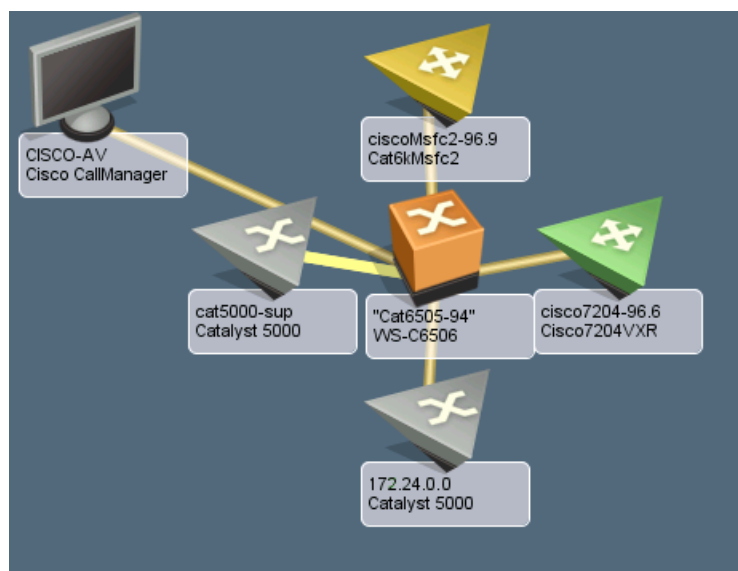 ciscoMsfc2-96.9
Cat6kMsfc2
CISCO-AV
Cisco CallManager
cat5000-sup
Catalyst 5000
"Cat6505-94"
WS-C6506
cisco7204-96.6
Cisco7204VXR
172.24.0.0
Catalyst 5000